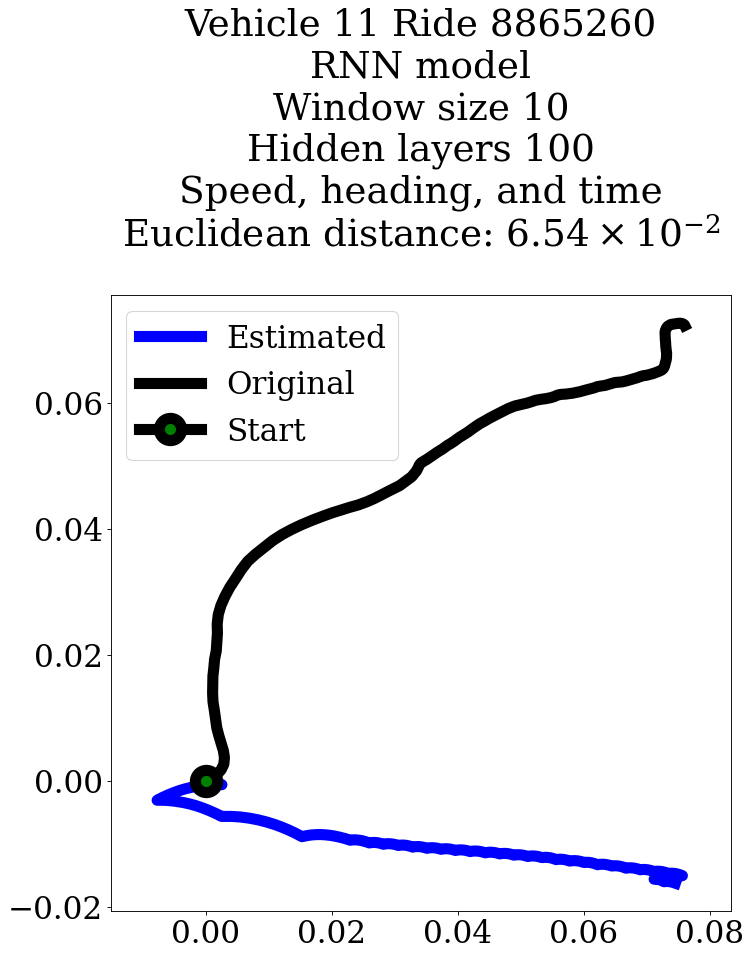 Vehicle 11 Ride 8865260
RNN model
Window size 10
Hidden layers 100
Speed, heading, and time
Euclidean distance: 6.54 × 10⁻²
Estimated
Original
Start
0.06
0.04
0.02
0.00
−0.02
0.00 0.02 0.04 0.06 0.08